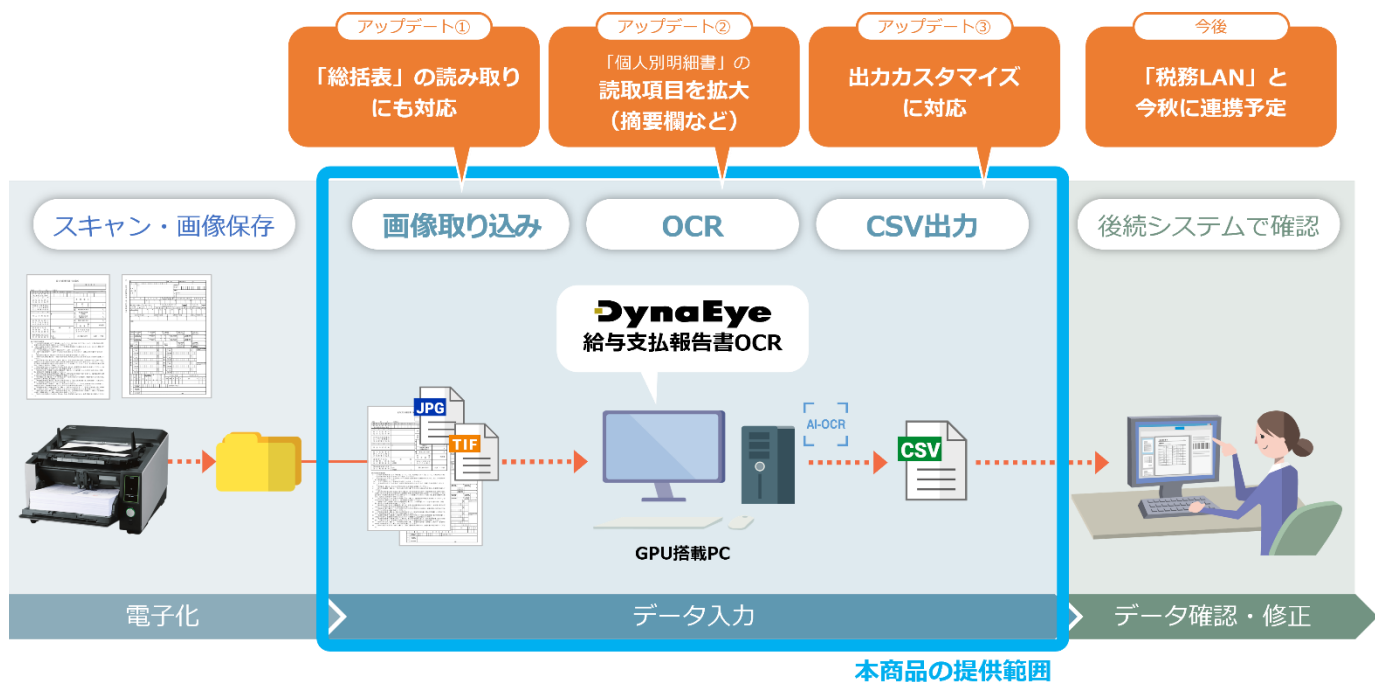 アップデート①
「総括表」の読み取り
にも対応
アップデート②
「個人別明細書」の
読取項目を拡大
（摘要欄など）
アップデート③
出力カスタマイズ
に対応
今後
「税務LAN」と
今秋に連携予定
スキャン・画像保存
画像取り込み
OCR
CSV出力
後続システムで確認
DynaEye
給与支払報告書OCR
JPG
TIF
AI-OCR
CSV
GPU搭載PC
電子化
データ入力
データ確認・修正
本商品の提供範囲